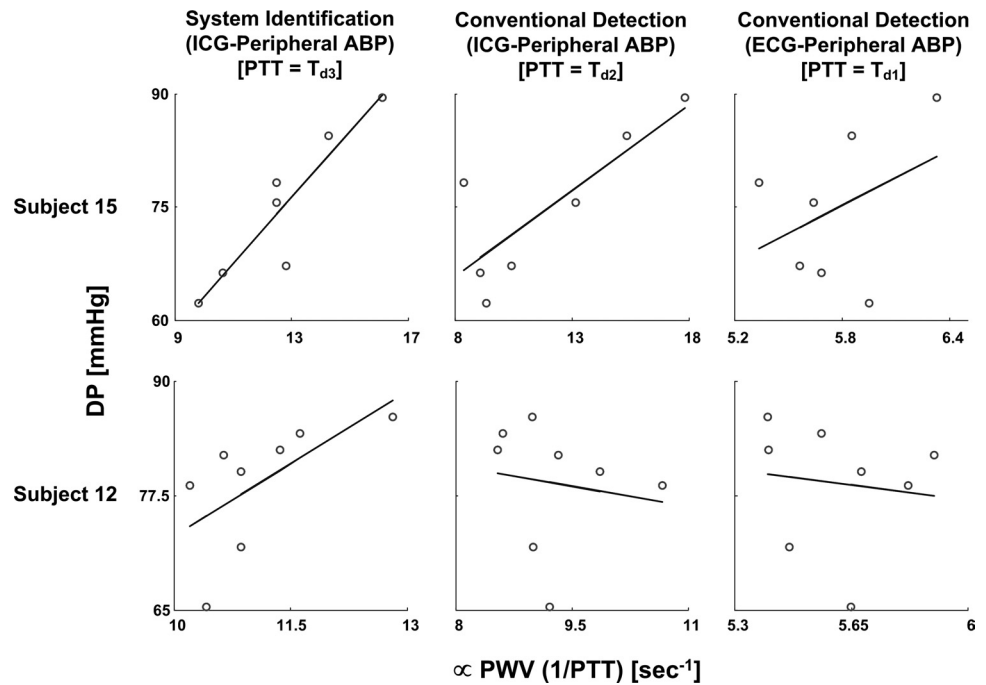 System Identification
(ICG-Peripheral ABP)
[PTT = Td3]
Conventional Detection
(ICG-Peripheral ABP)
[PTT = Td2]
Conventional Detection
(ECG-Peripheral ABP)
[PTT = Td1]
DP [mmHg]
Subject 15
90
75
60
9 13 17
8 13 18
5.2 5.8 6.4
Subject 12
90
77.5
65
10 11.5 13
8 9.5 11
5.3 5.65 6
∝ PWV (1/PTT) [sec⁻¹]